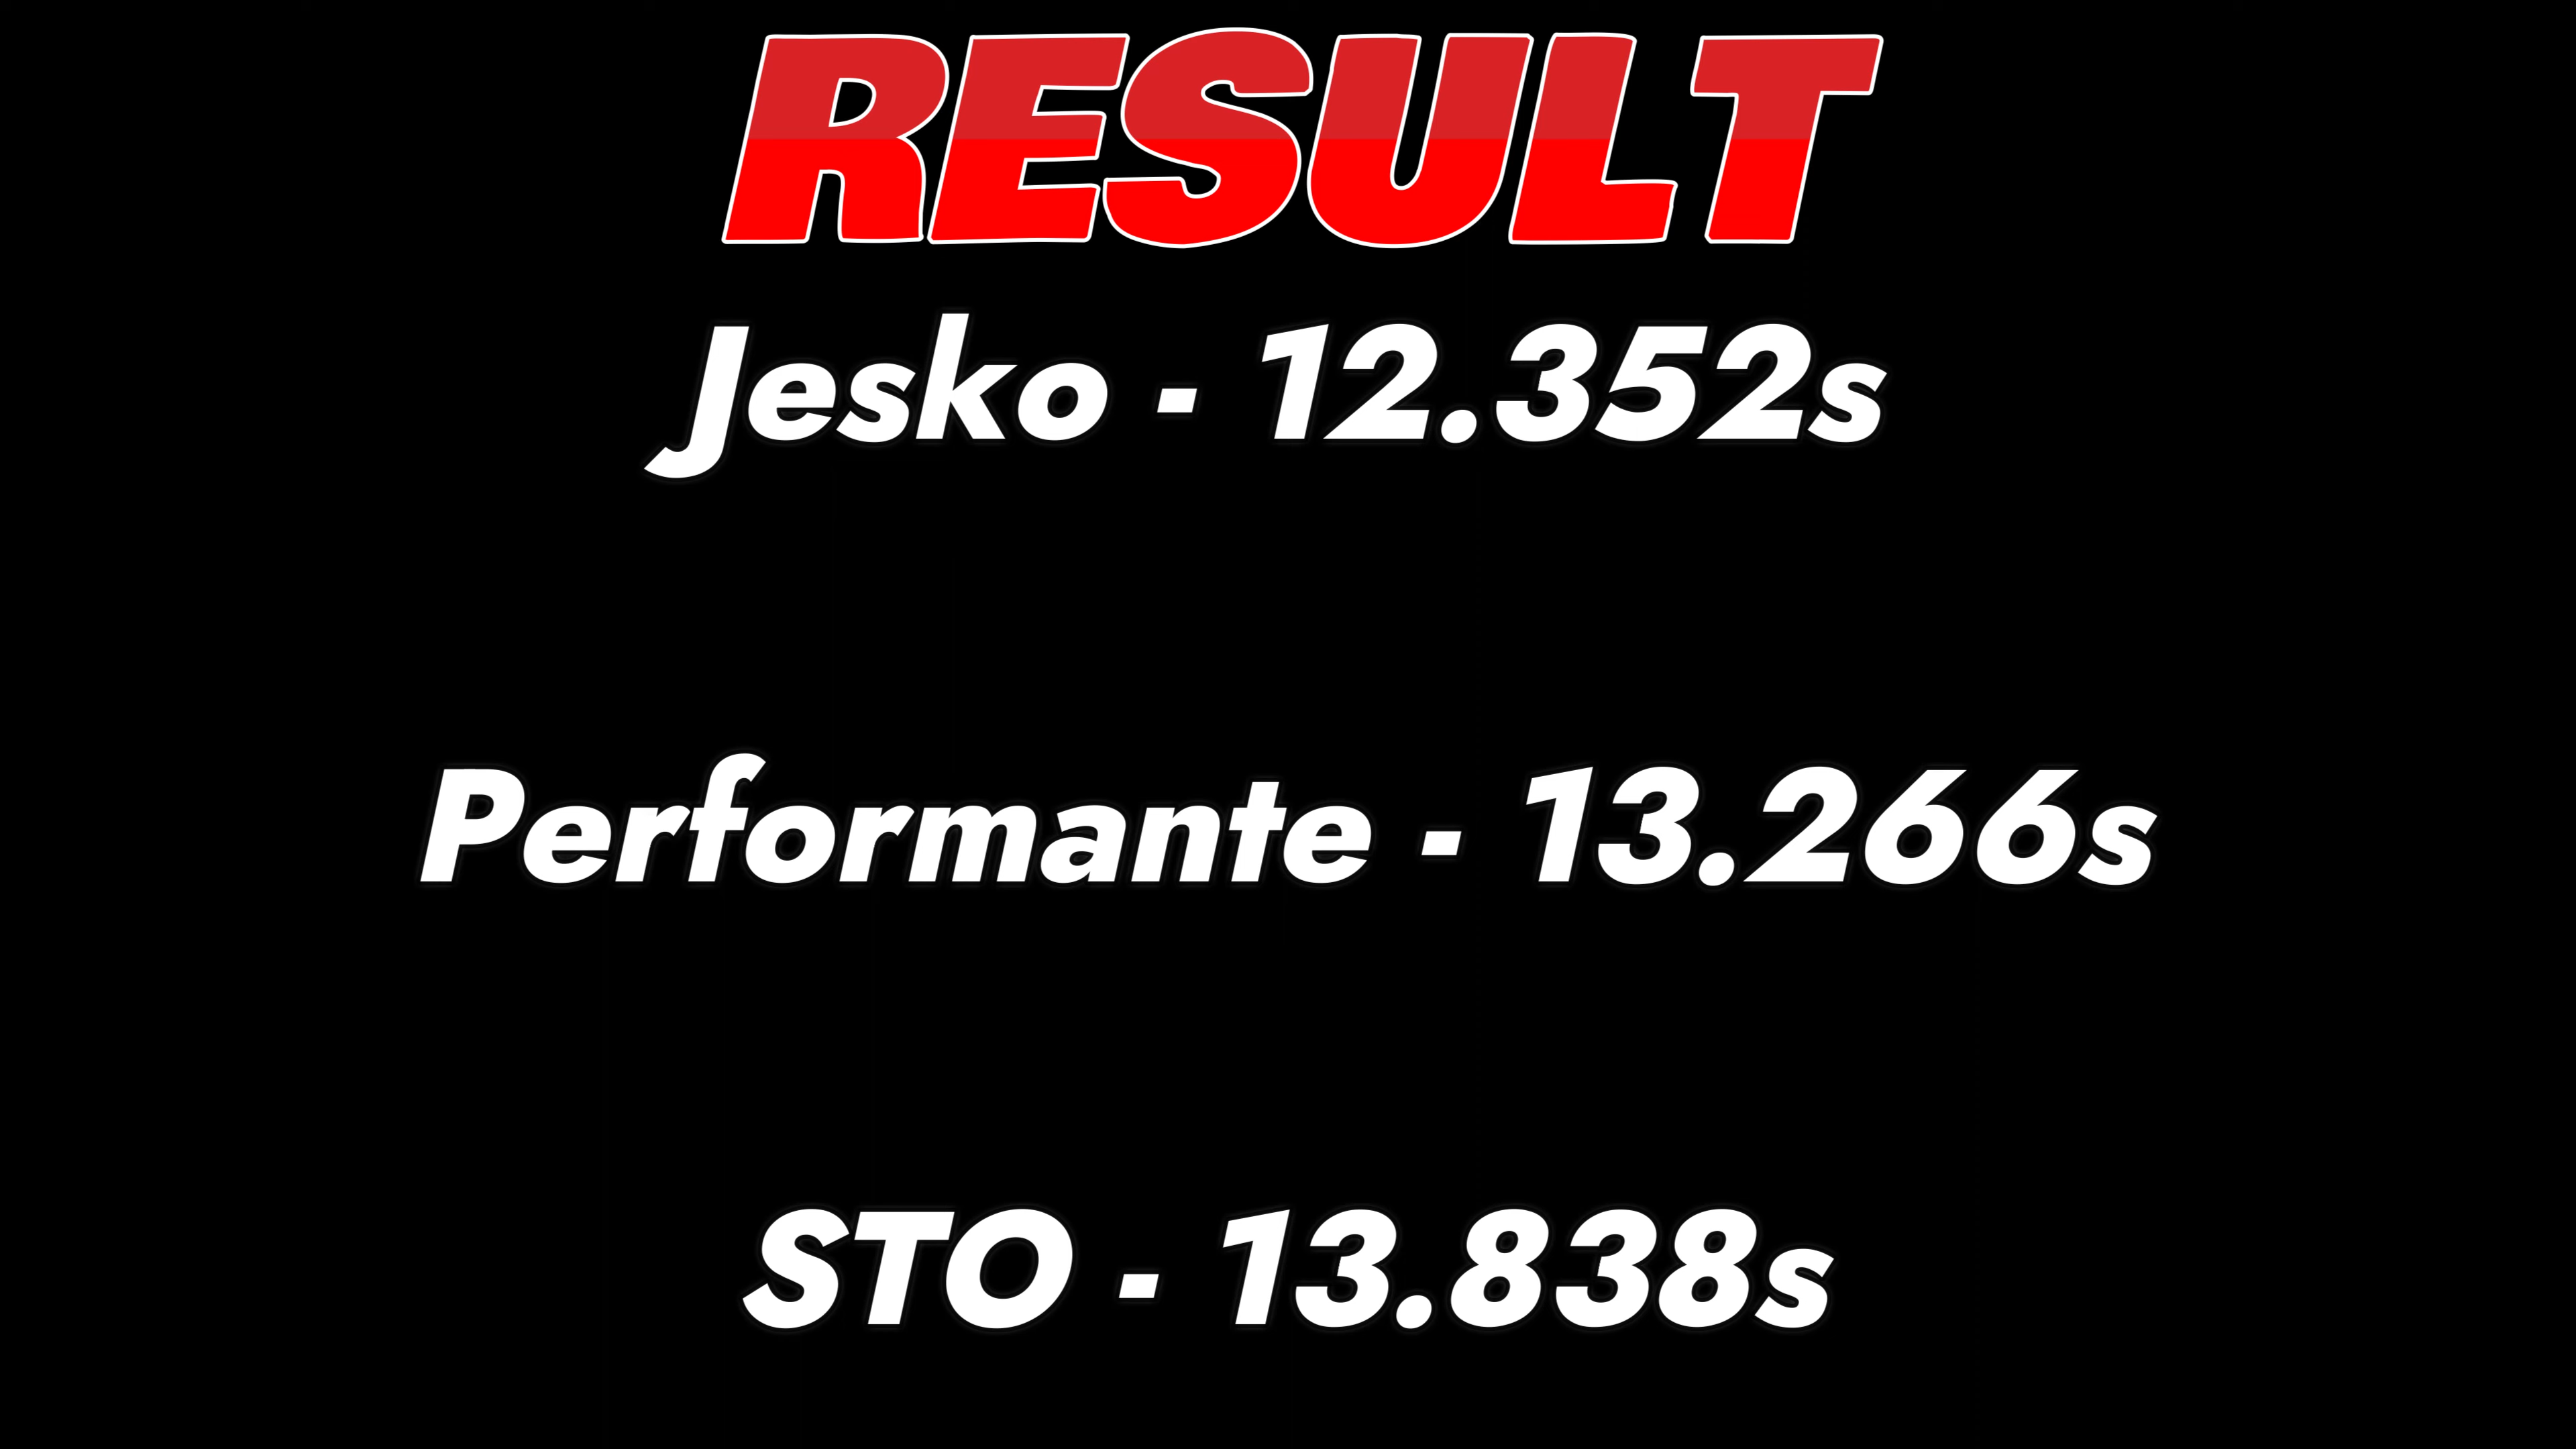 RESULT
Jesko - 12.352s
Performante - 13.266s
STO - 13.838s